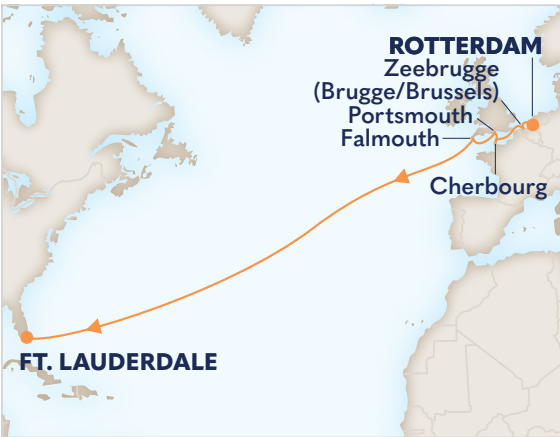 ROTTERDAM
Zeebrugge
(Brugge/Brussels)
Portsmouth
Falmouth
Cherbourg
FT. LAUDERDALE